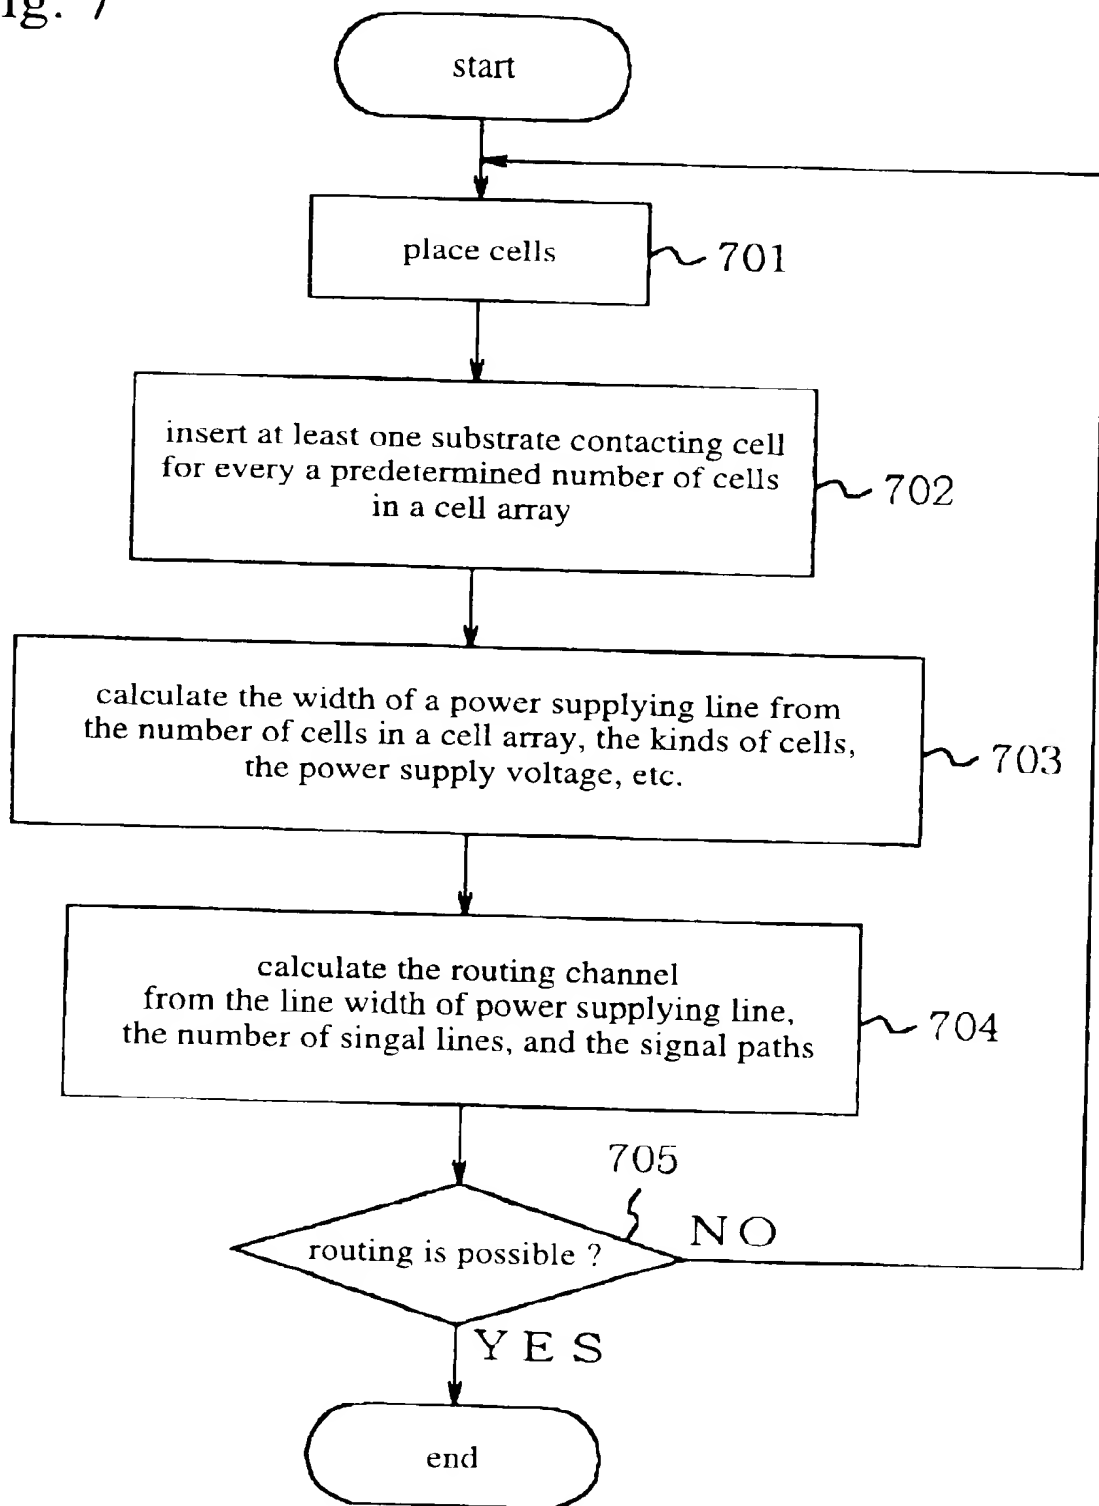 ig. 7
start
place cells
701
insert at least one substrate contacting cell
for every a predetermined number of cells
in a cell array
702
calculate the width of a power supplying line from
the number of cells in a cell array, the kinds of cells,
the power supply voltage, etc.
703
calculate the routing channel
from the line width of power supplying line,
the number of singal lines, and the signal paths
704
705
routing is possible ?
NO
YES
end